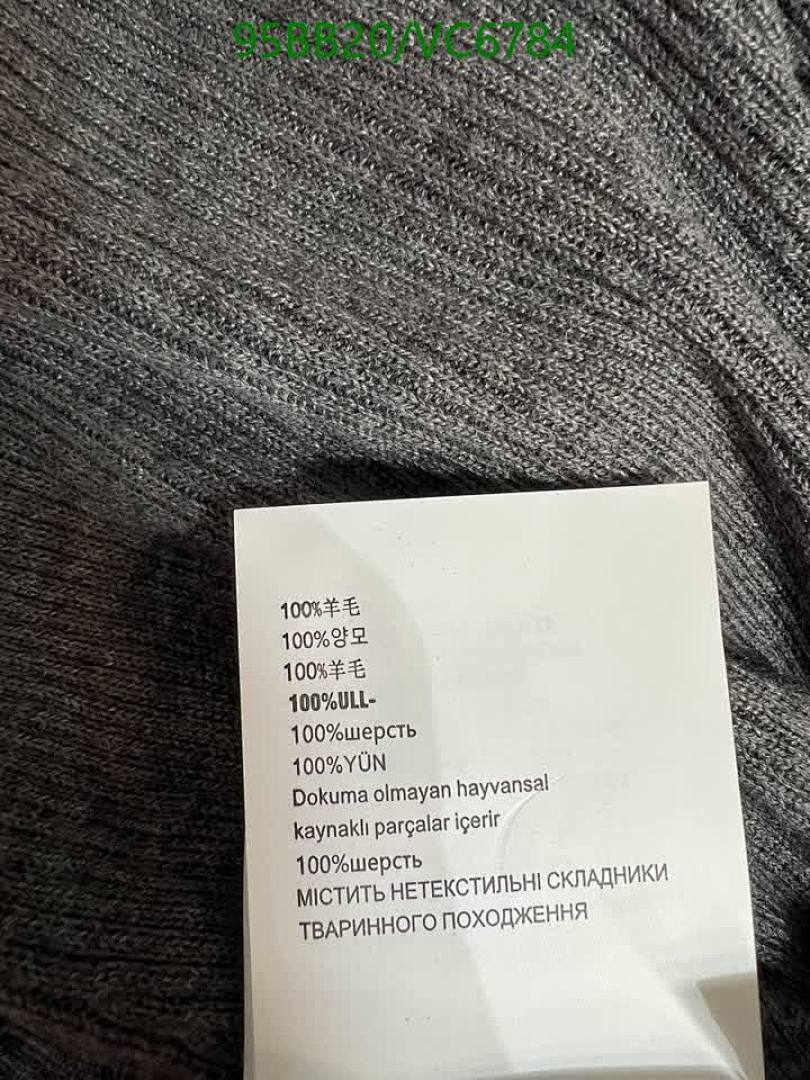 95BB20/VC6784
100%羊毛
100%양모
100%羊毛
100%ULL-
100%шерсть
100%YÜN
Dokuma olmayan hayvansal
kaynaklı parçalar içerir
100%шерсть
МІСТИТЬ НЕТЕКСТИЛЬНІ СКЛАДНИКИ
ТВАРИННОГО ПОХОДЖЕННЯ